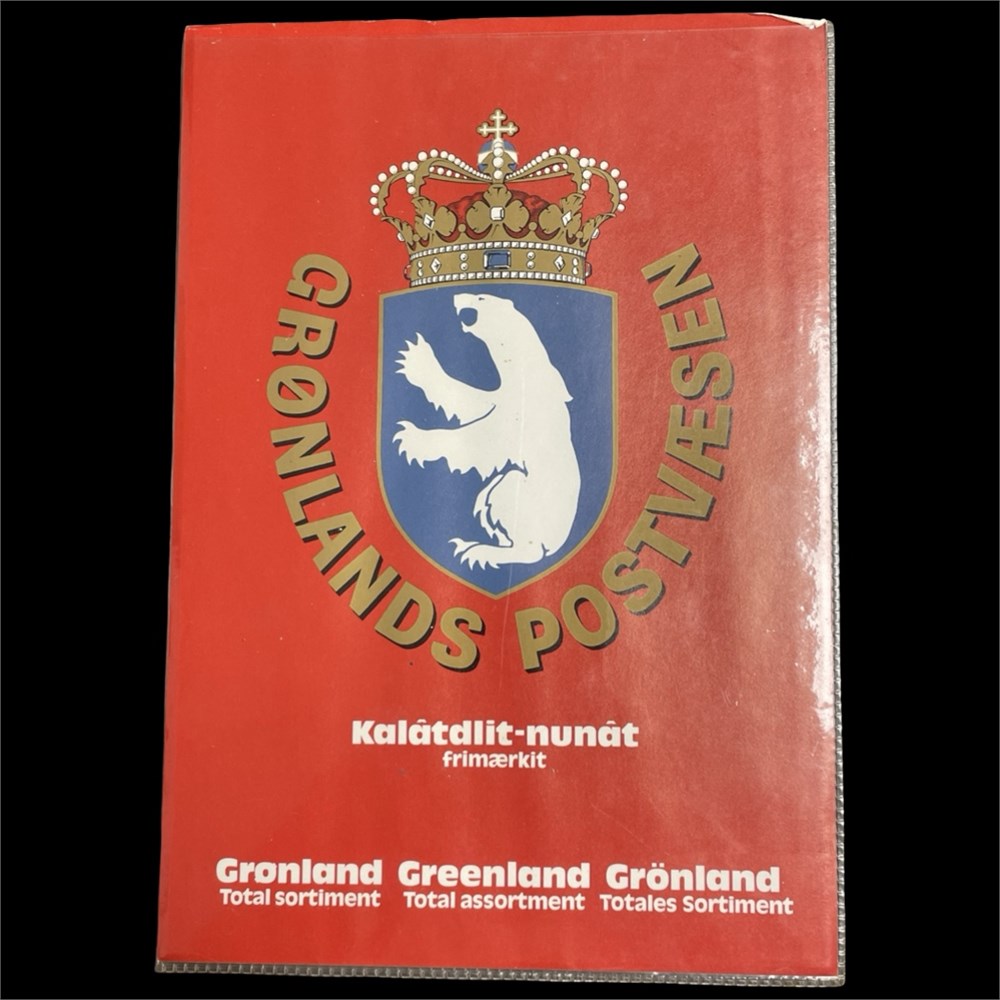 GRØNLANDS POSTVÆSEN
Kalâtdlit-nunât
frimærkit
Grønland Greenland Grönland
Total sortiment Total assortment Totales Sortiment